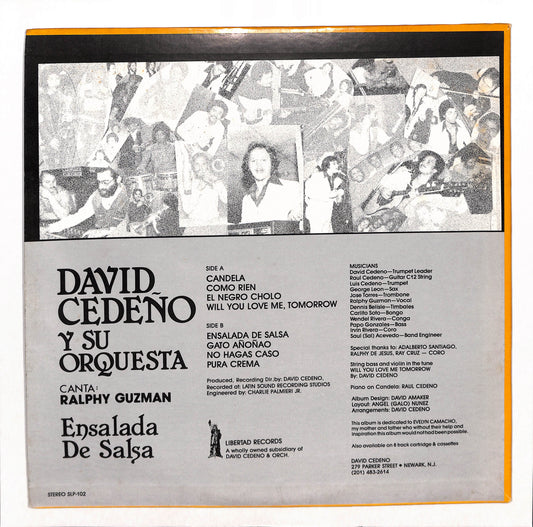 DAVID
CEDEÑO
Y SU
ORQUESTA
CANTA:
RALPHY GUZMAN
Ensalada
De Salsa
STEREO SLP-102
SIDE A
CANDELA
COMO RIEN
EL NEGRO CHOLO
WILL YOU LOVE ME, TOMORROW
SIDE B
ENSALADA DE SALSA
GATO AÑOÑAO
NO HAGAS CASO
PURA CREMA
Produced, Recording Dir. by: DAVID CEDENO,
Recorded at: LATIN SOUND RECORDING STUDIOS
Engineered by: CHARLIE PALMIERI JR.
LIBERTAD RECORDS
A wholly owned subsidiary of
DAVID CEDEÑO & ORCH.
MUSICIANS
David Cedeno—Trumpet Leader
Raul Cedeno—Guitar C12 String
Luis Cedeno—Trumpet
George Leon—Sax
Jose Torres—Trombone
Ralphy Guzman—Vocal
Dennis Belisle—Timbales
Carlito Soto—Bongo
Wendel Rivera—Conga
Papo Gonzales—Bass
Irvin Rivera—Coro
Saul (Sal) Acevedo—Band Engineer
Special thanks to: ADALBERTO SANTIAGO,
RALPHY DE JESUS, RAY CRUZ — CORO
String bass and violin in the tune
WILL YOU LOVE ME TOMORROW
By: DAVID CEDENO
Piano on Candela: RAUL CEDENO
Album Design: DAVID AMAKER
Layout: ANGEL (GALO) NUNEZ
Arrangements: DAVID CEDENO
This album is dedicated to EVELYN CAMACHO,
my mother and father who without their help and
inspiration this album would not had been possible.
Also available on 8 track cartridge & cassettes
DAVID CEDENO
279 PARKER STREET • NEWARK, N.J.
(201) 483-2614